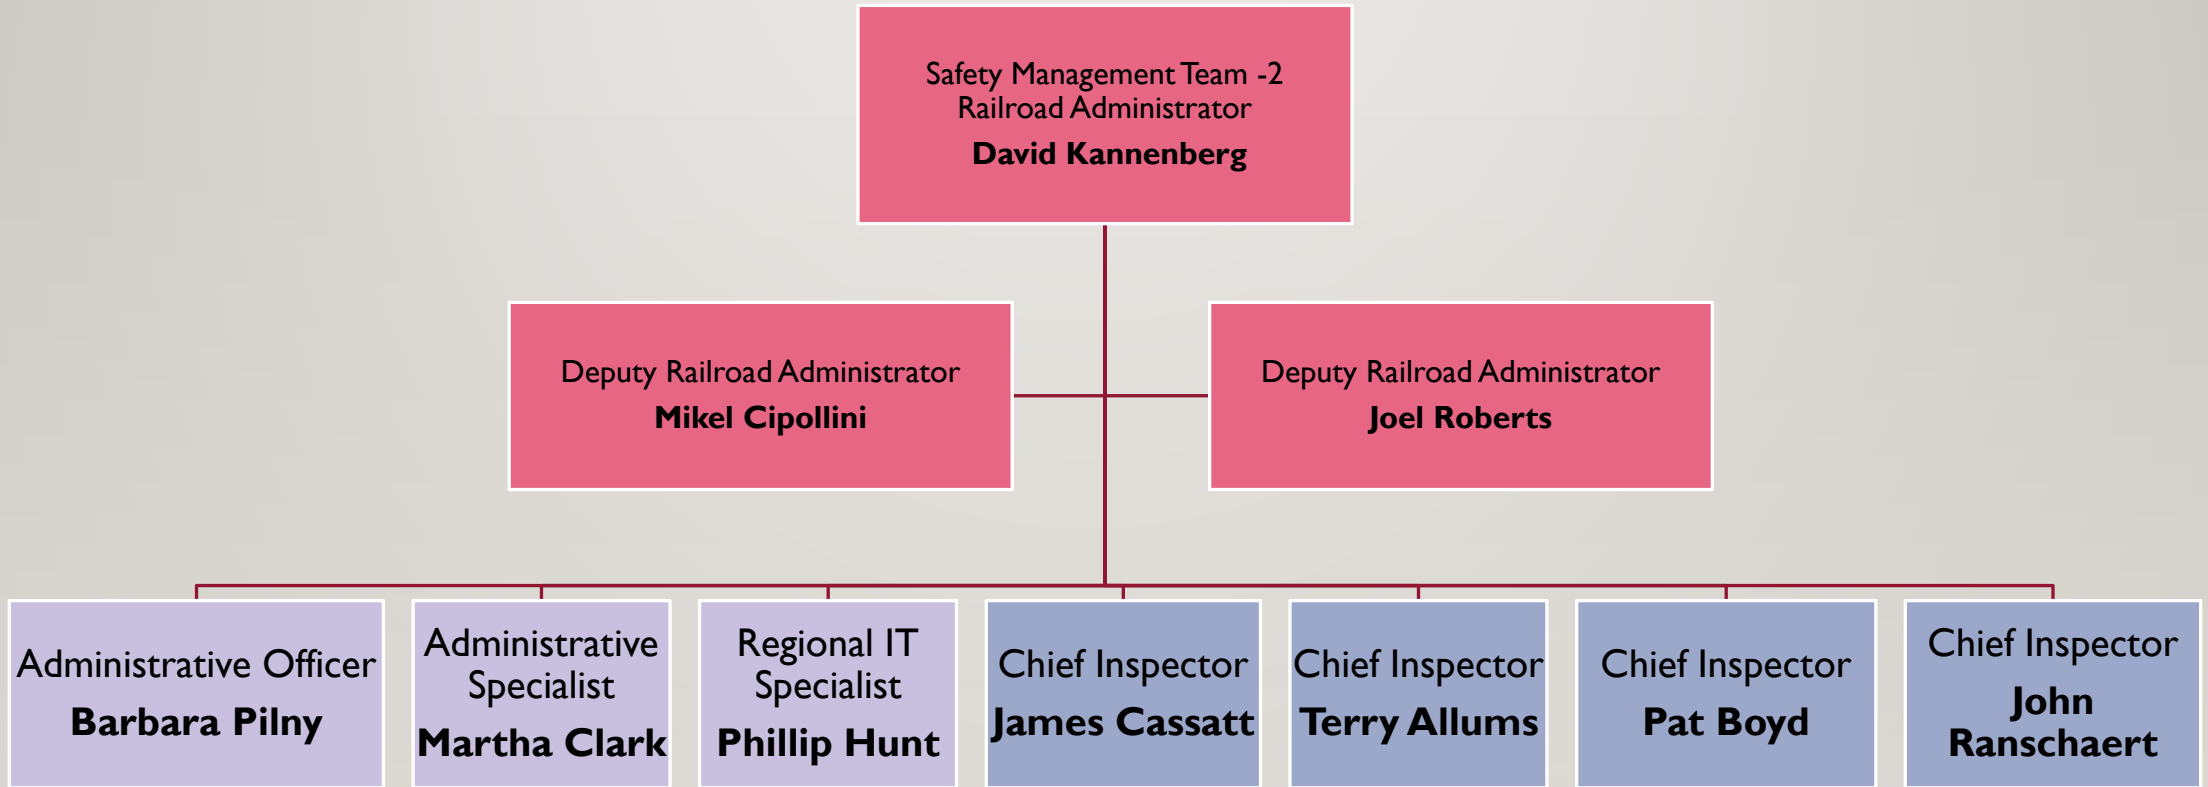 Safety Management Team -2
Railroad Administrator
David Kannenberg
Deputy Railroad Administrator
Mikel Cipollini
Deputy Railroad Administrator
Joel Roberts
Administrative Officer
Barbara Pilny
Administrative
Specialist
Martha Clark
Regional IT
Specialist
Phillip Hunt
Chief Inspector
James Cassatt
Chief Inspector
Terry Allums
Chief Inspector
Pat Boyd
Chief Inspector
John
Ranschaert